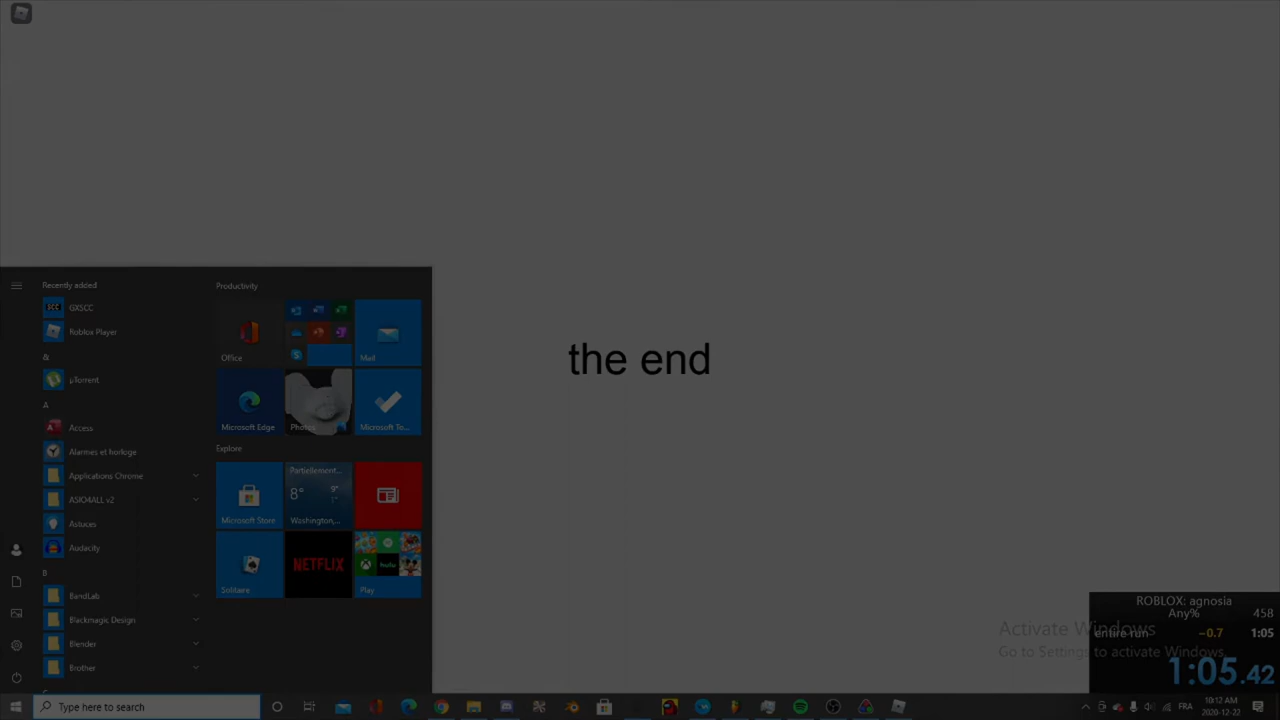 Recently added
GXSCC
Roblox Player
&
µTorrent
A
Access
Alarmes et horloge
Applications Chrome
ASIO4ALL v2
Astuces
Audacity
B
BandLab
Blackmagic Design
Blender
Brother
Productivity
Office
Mail
Microsoft Edge
Photos
Microsoft To...
Explore
Microsoft Store
Partiellement...
8°
Washington,...
Solitaire
NETFLIX
hulu
Play
the end
Activate Windows
Go to Settings to activate Windows.
ROBLOX: agnosia
Any% 458
entire run −0.7 1:05
1:05.42
Type here to search
FRA
10:12 AM
2020-12-22